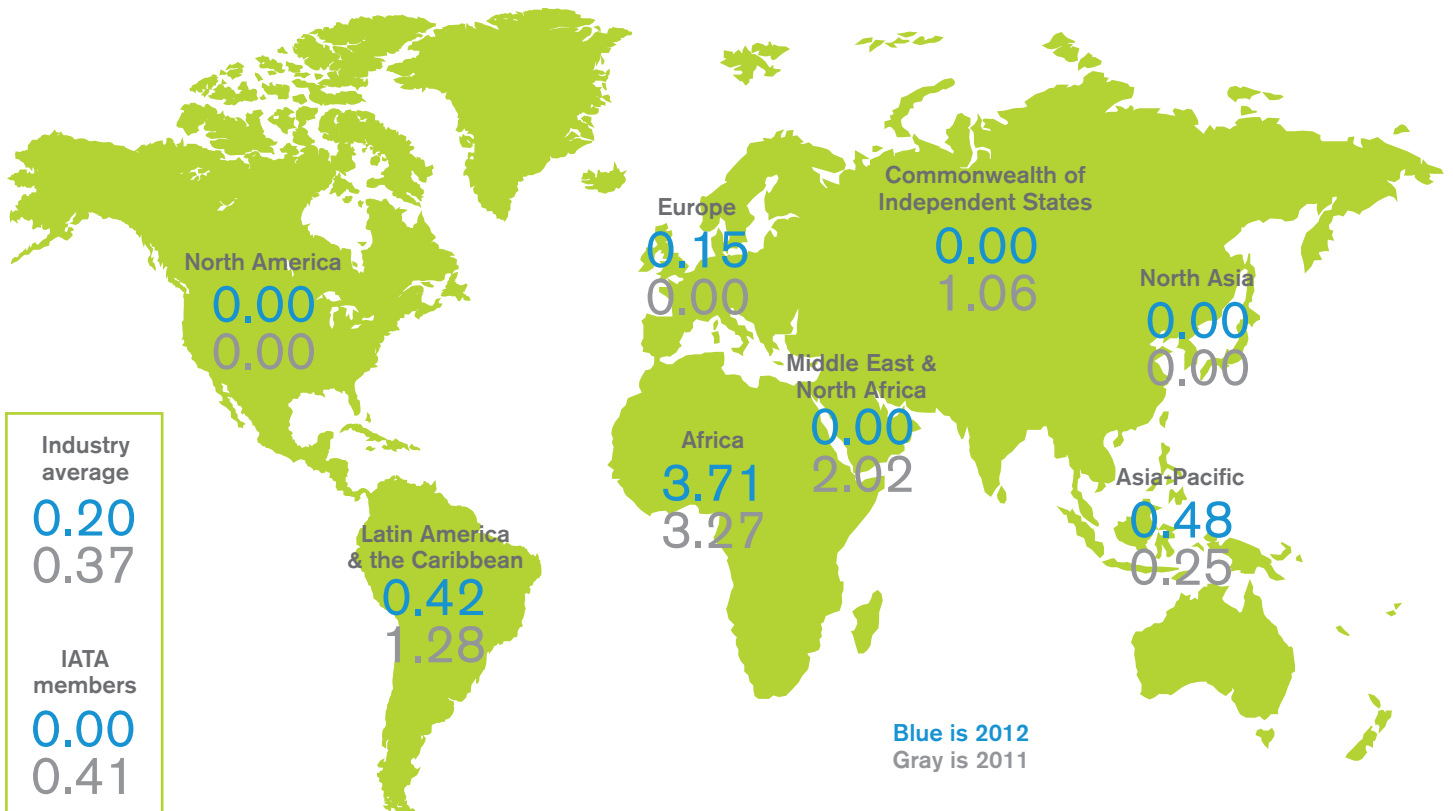 North America
0.00
0.00
Europe
0.15
0.00
Commonwealth of
Independent States
0.00
1.06
North Asia
0.00
0.00
Middle East &
North Africa
0.00
2.02
Africa
3.71
3.27
Asia-Pacific
0.48
0.25
Latin America
& the Caribbean
0.42
1.28
Industry
average
0.20
0.37
IATA
members
0.00
0.41
Blue is 2012
Gray is 2011